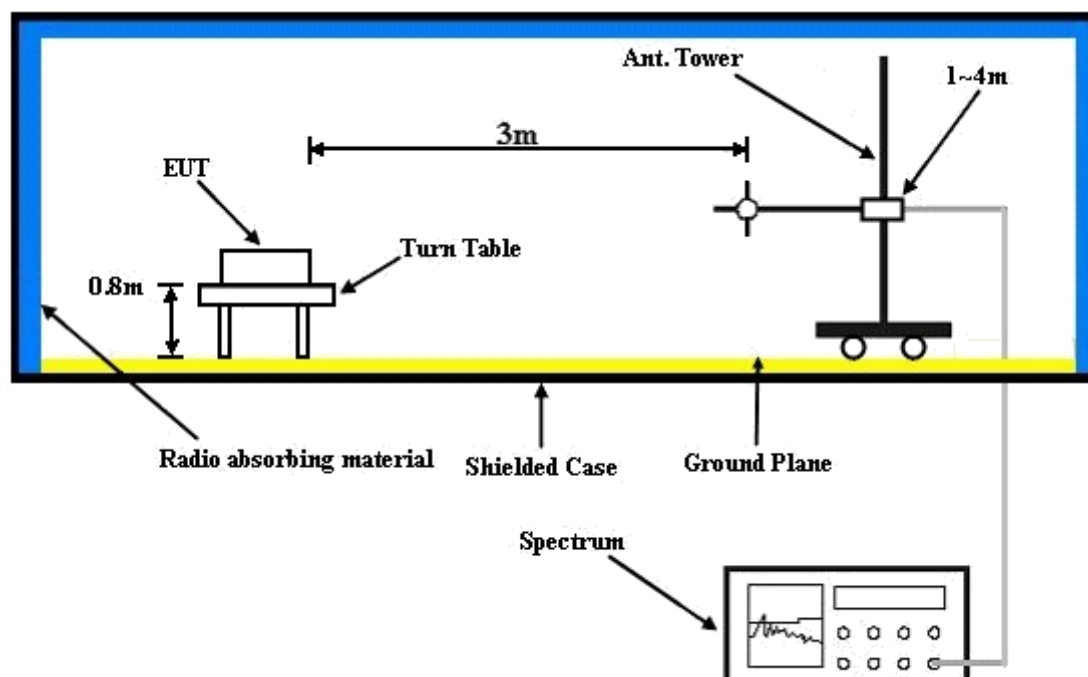 Ant. Tower
1~4m
3m
EUT
Turn Table
0.8m
Radio absorbing material
Shielded Case
Ground Plane
Spectrum